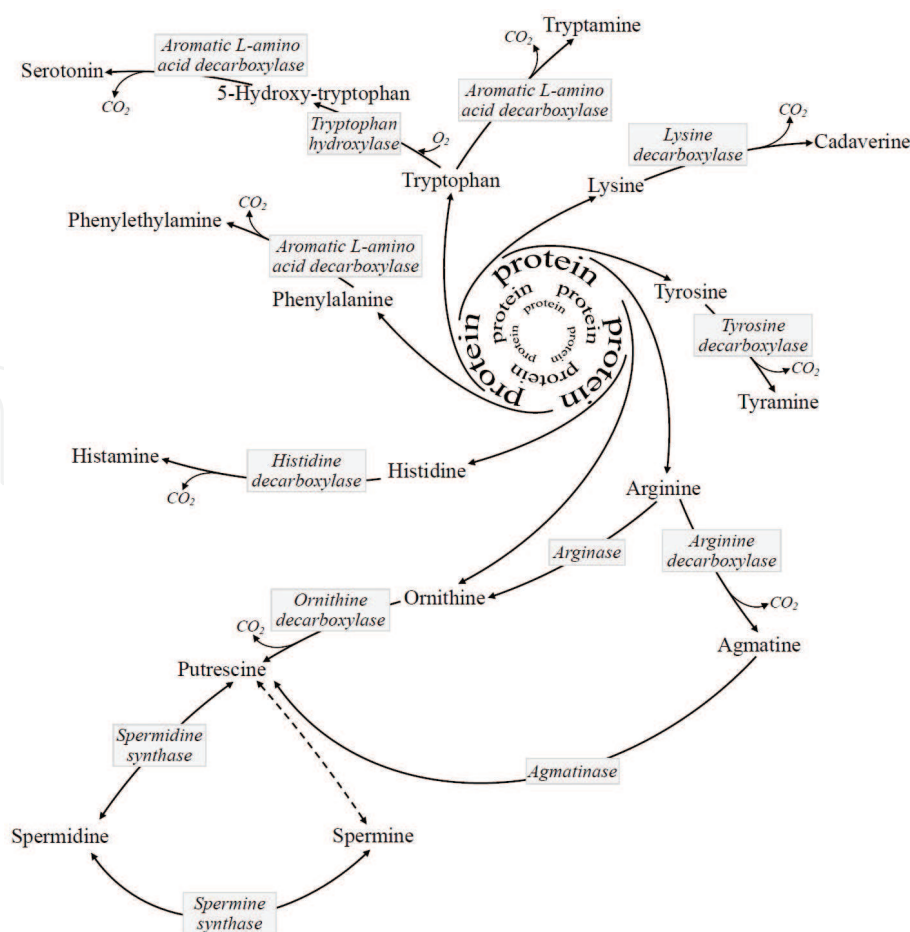 Tryptamine
CO2
Aromatic L-amino
acid decarboxylase
Serotonin
CO2
5-Hydroxy-tryptophan
Aromatic L-amino
acid decarboxylase
Tryptophan
hydroxylase
O2
Tryptophan
CO2
Lysine
decarboxylase
Cadaverine
Lysine
CO2
Phenylethylamine
Aromatic L-amino
acid decarboxylase
Phenylalanine
protein
protein
protein
protein
protein
protein
protein
protein
protein
Tyrosine
Tyrosine
decarboxylase
CO2
Tyramine
Histamine
Histidine
decarboxylase
Histidine
CO2
Arginine
Arginase
Arginine
decarboxylase
CO2
Agmatine
Ornithine
Ornithine
decarboxylase
CO2
Putrescine
Spermidine
synthase
Agmatinase
Spermidine
Spermine
Spermine
synthase